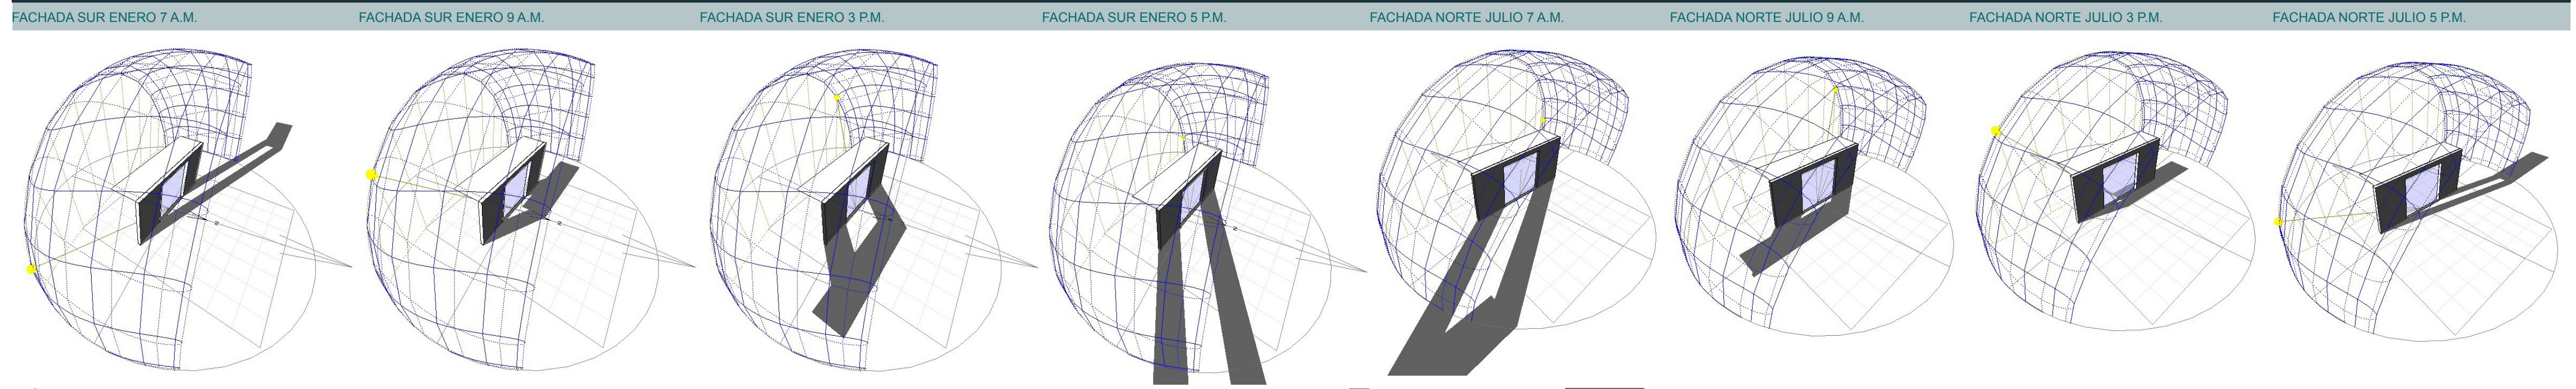 FACHADA SUR ENERO 7 A.M.
FACHADA SUR ENERO 9 A.M.
FACHADA SUR ENERO 3 P.M.
FACHADA SUR ENERO 5 P.M.
FACHADA NORTE JULIO 7 A.M.
FACHADA NORTE JULIO 9 A.M.
FACHADA NORTE JULIO 3 P.M.
FACHADA NORTE JULIO 5 P.M.